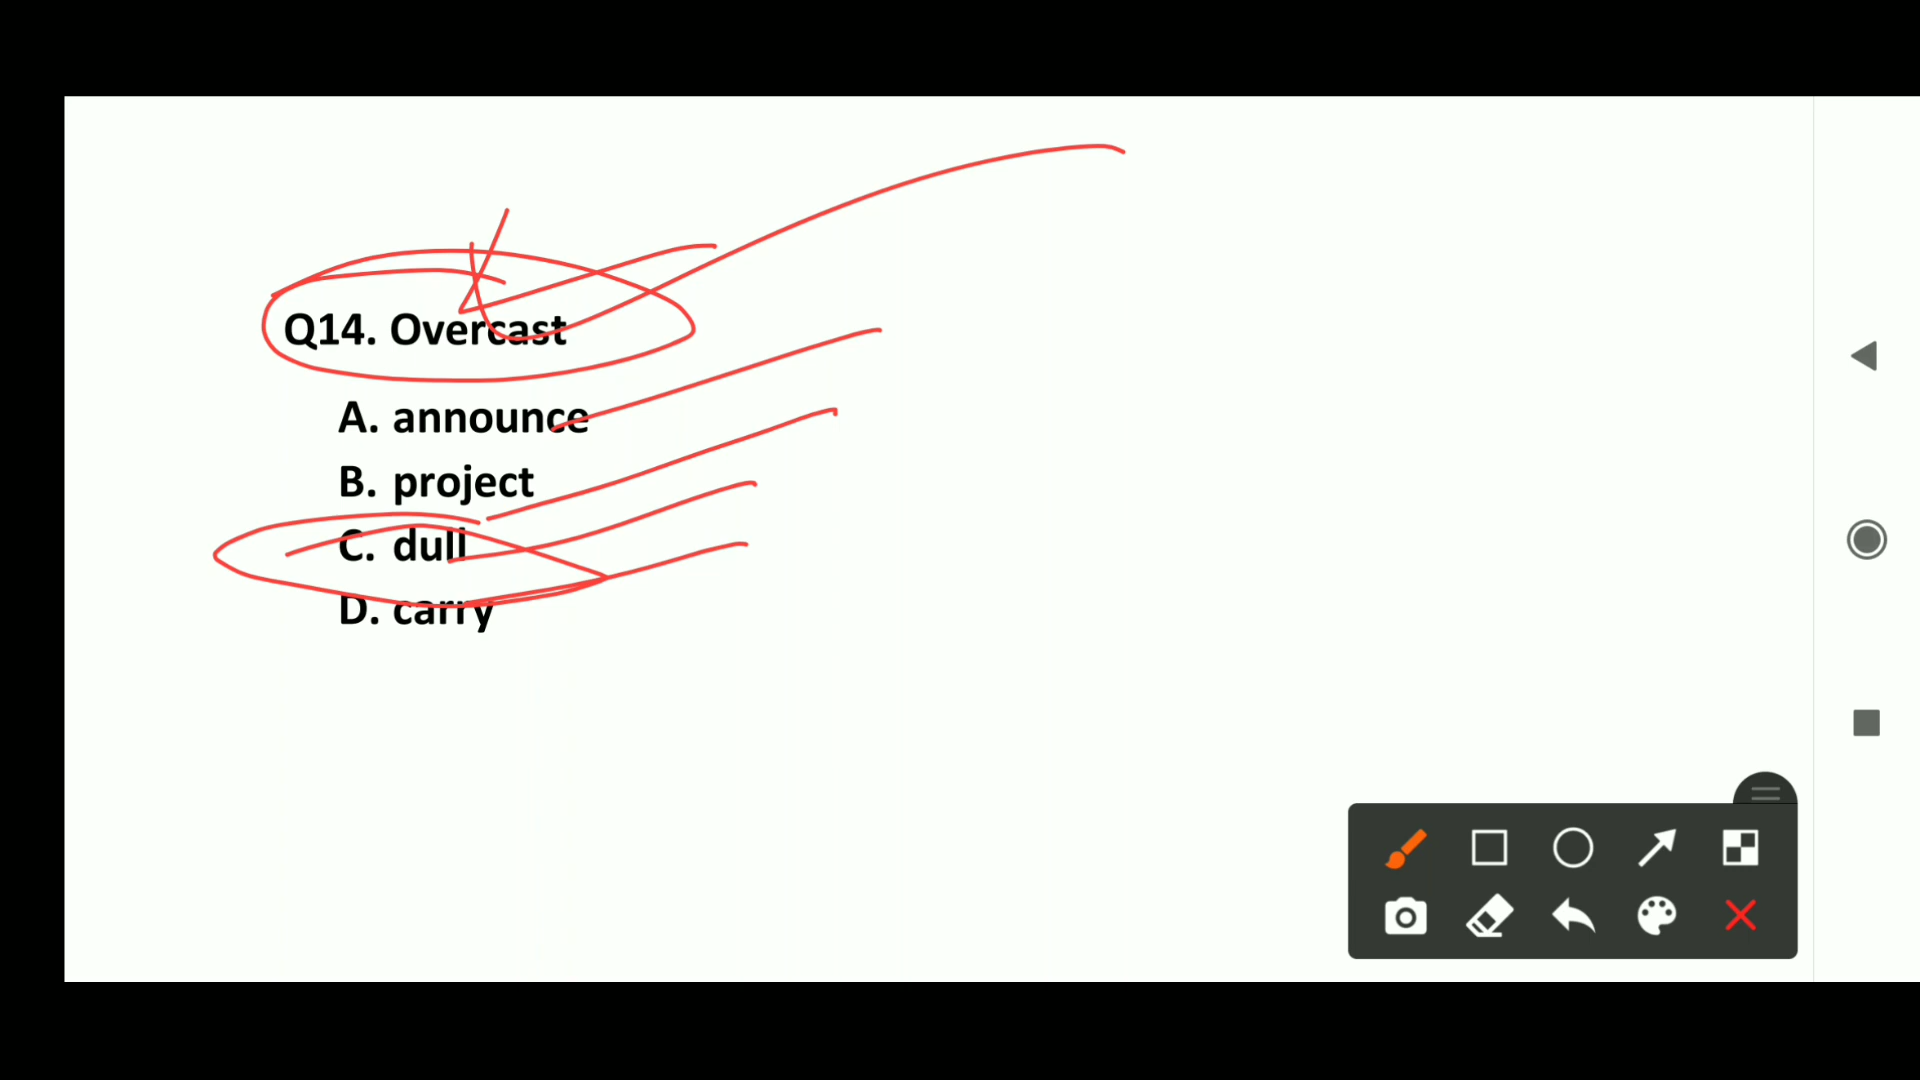 Q14. Overcast
A. announce
B. project
C. dull
D. carry